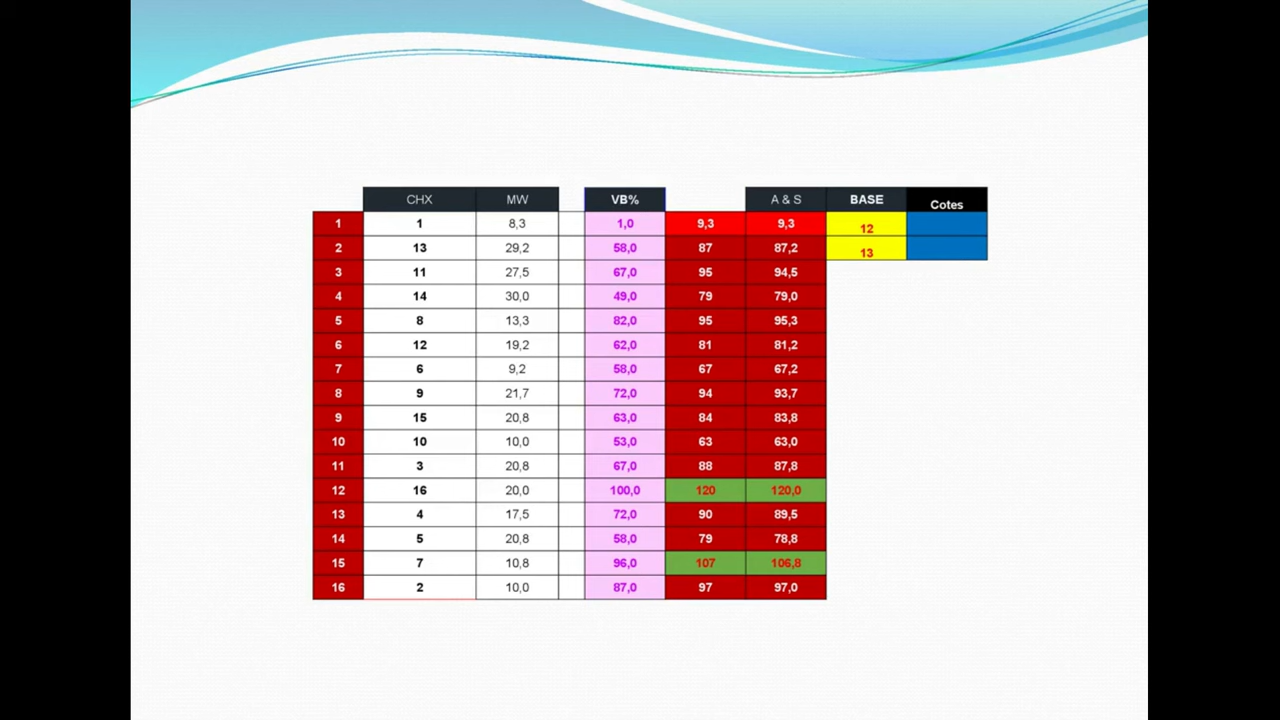 CHX MW VB% A & S BASE Cotes
1 1 8,3 1,0 9,3 9,3 12
2 13 29,2 58,0 87 87,2 13
3 11 27,5 67,0 95 94,5
4 14 30,0 49,0 79 79,0
5 8 13,3 82,0 95 95,3
6 12 19,2 62,0 81 81,2
7 6 9,2 58,0 67 67,2
8 9 21,7 72,0 94 93,7
9 15 20,8 63,0 84 83,8
10 10 10,0 53,0 63 63,0
11 3 20,8 67,0 88 87,8
12 16 20,0 100,0 120 120,0
13 4 17,5 72,0 90 89,5
14 5 20,8 58,0 79 78,8
15 7 10,8 96,0 107 106,8
16 2 10,0 87,0 97 97,0